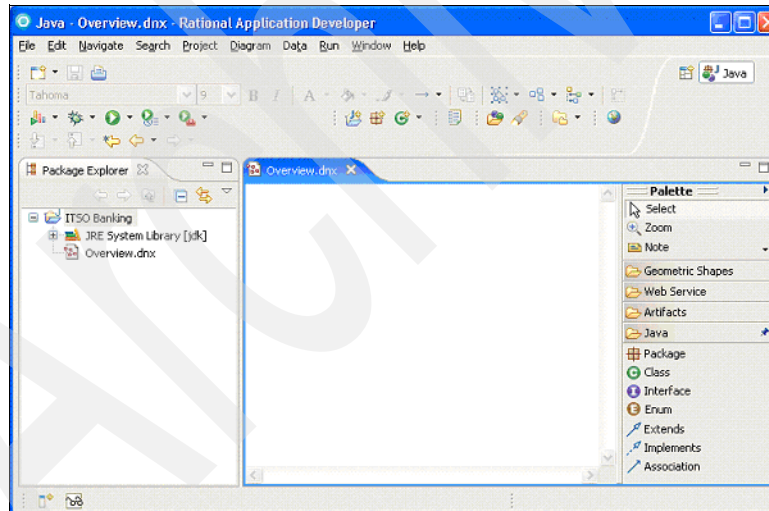 Java - Overview.dnx - Rational Application Developer
File Edit Navigate Search Project Diagram Data Run Window Help
Java
Tahoma 9 B I A
Package Explorer
Overview.dnx
ITSO Banking
JRE System Library [jdk]
Overview.dnx
Palette
Select
Zoom
Note
Geometric Shapes
Web Service
Artifacts
Java
Package
Class
Interface
Enum
Extends
Implements
Association